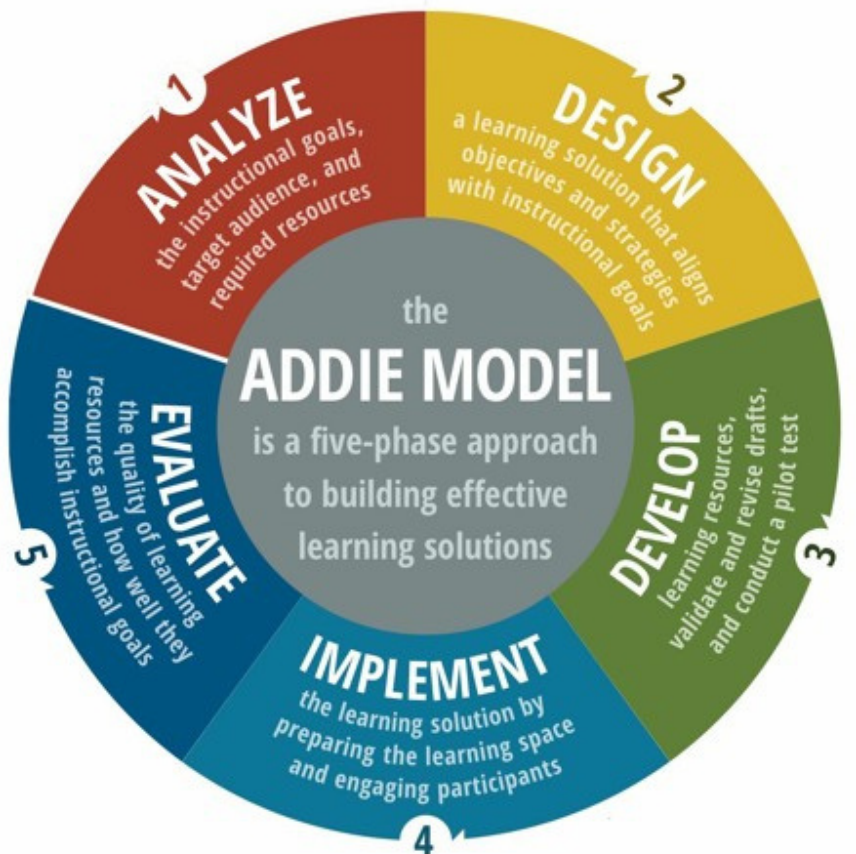 the
ADDIE MODEL
is a five-phase approach
to building effective
learning solutions
1
ANALYZE
the instructional goals,
target audience, and
required resources
2
DESIGN
a learning solution that aligns
objectives and strategies
with instructional goals
3
DEVELOP
learning resources,
validate and revise drafts,
and conduct a pilot test
4
IMPLEMENT
the learning solution by
preparing the learning space
and engaging participants
5
EVALUATE
the quality of learning
resources and how well they
accomplish instructional goals